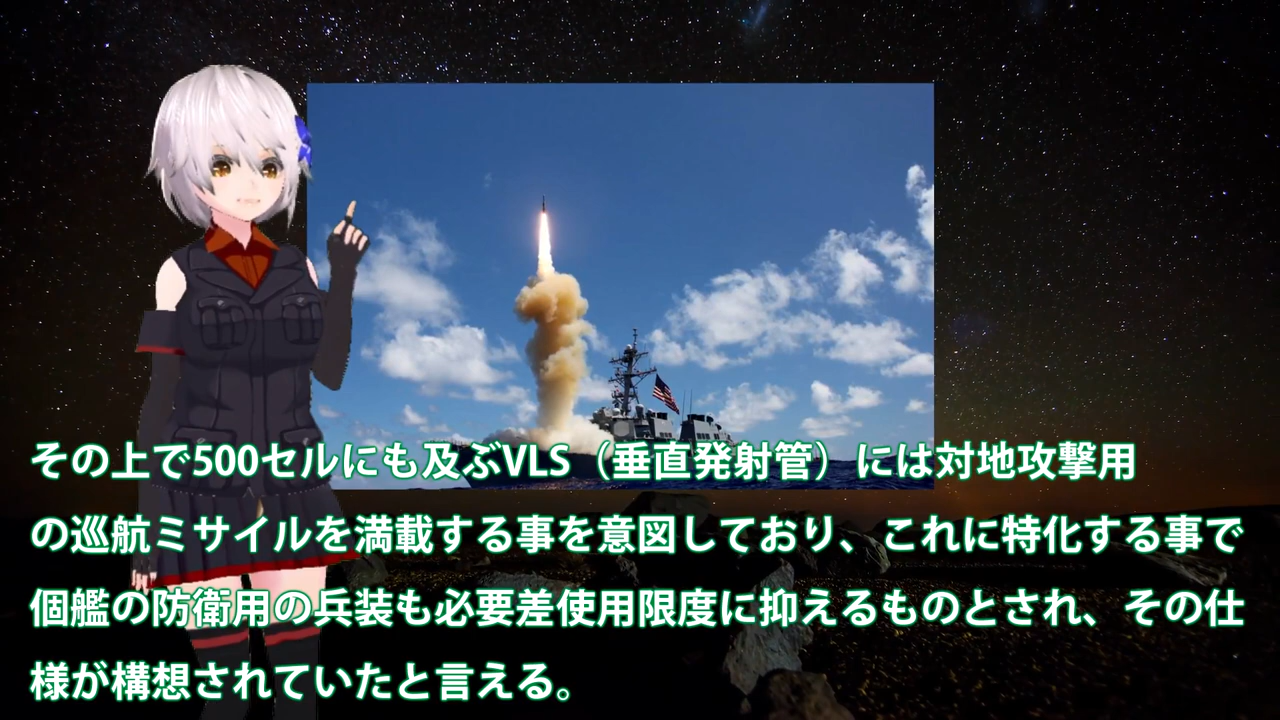 その上で500セルにも及ぶVLS（垂直発射管）には対地攻撃用
の巡航ミサイルを満載する事を意図しており、これに特化する事で
個艦の防衛用の兵装も必要差使用限度に抑えるものとされ、その仕
様が構想されていたと言える。